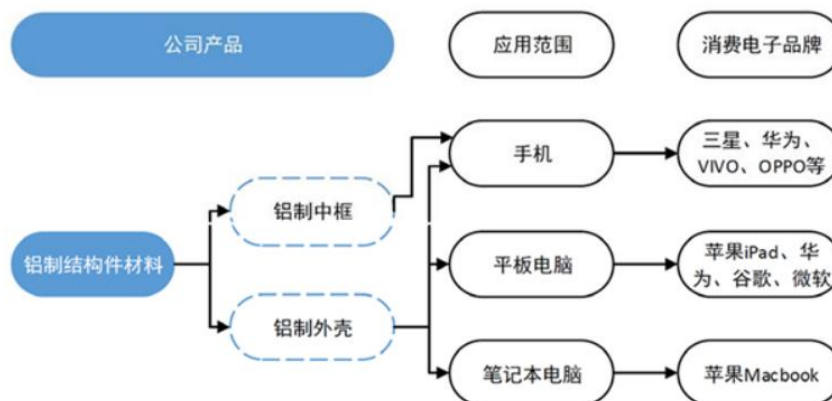 公司产品
应用范围
消费电子品牌
铝制结构件材料
铝制中框
铝制外壳
手机
平板电脑
笔记本电脑
三星、华为、
VIVO、OPPO等
苹果iPad、华
为、谷歌、微软
苹果Macbook